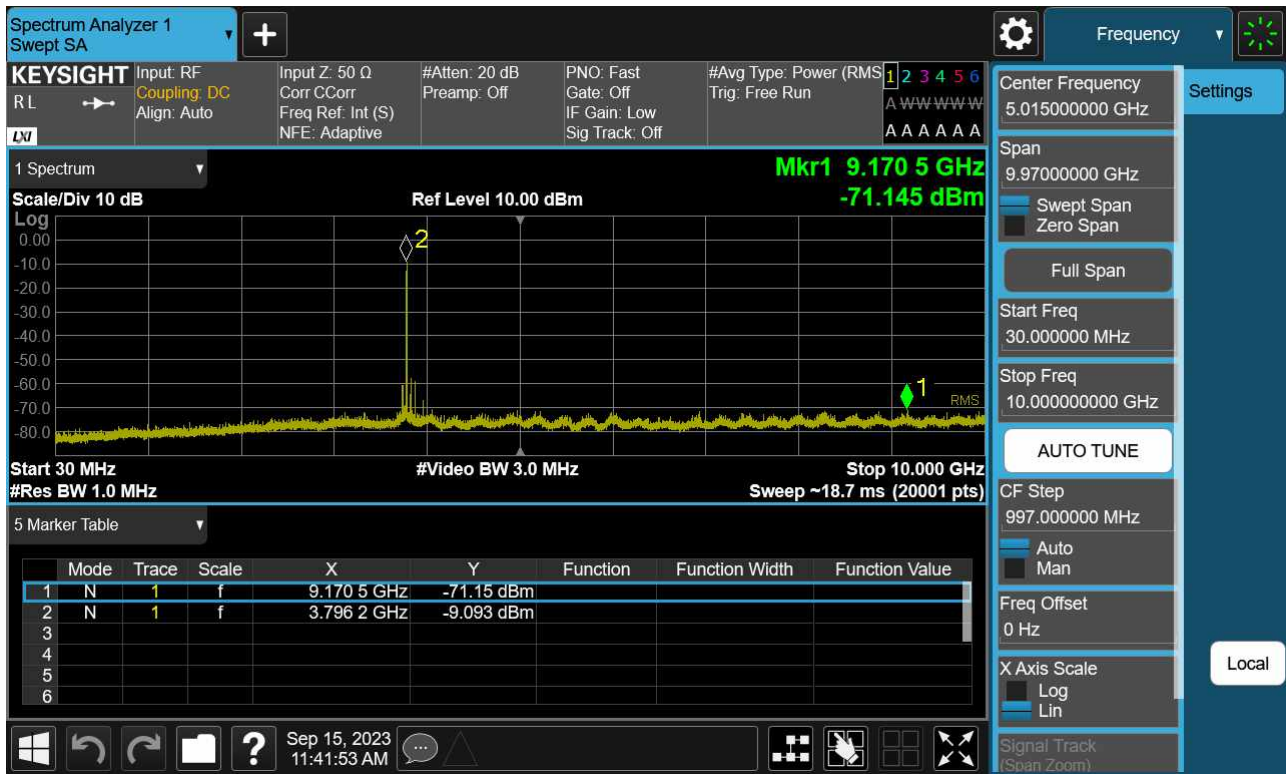 Spectrum Analyzer 1
Swept SA
+
Frequency
KEYSIGHT
RL
LXI
Input: RF
Coupling: DC
Align: Auto
Input Z: 50 Ω
Corr CCorr
Freq Ref: Int (S)
NFE: Adaptive
#Atten: 20 dB
Preamp: Off
PNO: Fast
Gate: Off
IF Gain: Low
Sig Track: Off
#Avg Type: Power (RMS
Trig: Free Run
1 2 3 4 5 6
A W W W W W
A A A A A A
1 Spectrum
Mkr1 9.170 5 GHz
Scale/Div 10 dB
Ref Level 10.00 dBm
-71.145 dBm
Log
0.00
-10.0
-20.0
-30.0
-40.0
-50.0
-60.0
-70.0
-80.0
2
1
RMS
Start 30 MHz
#Video BW 3.0 MHz
Stop 10.000 GHz
#Res BW 1.0 MHz
Sweep ~18.7 ms (20001 pts)
5 Marker Table
Mode Trace Scale X Y Function Function Width Function Value
1 N 1 f 9.170 5 GHz -71.15 dBm
2 N 1 f 3.796 2 GHz -9.093 dBm
3
4
5
6
?
Sep 15, 2023
11:41:53 AM
Center Frequency
5.015000000 GHz
Settings
Span
9.97000000 GHz
Swept Span
Zero Span
Full Span
Start Freq
30.000000 MHz
Stop Freq
10.000000000 GHz
AUTO TUNE
CF Step
997.000000 MHz
Auto
Man
Freq Offset
0 Hz
X Axis Scale
Log
Lin
Local
Signal Track
(Span Zoom)